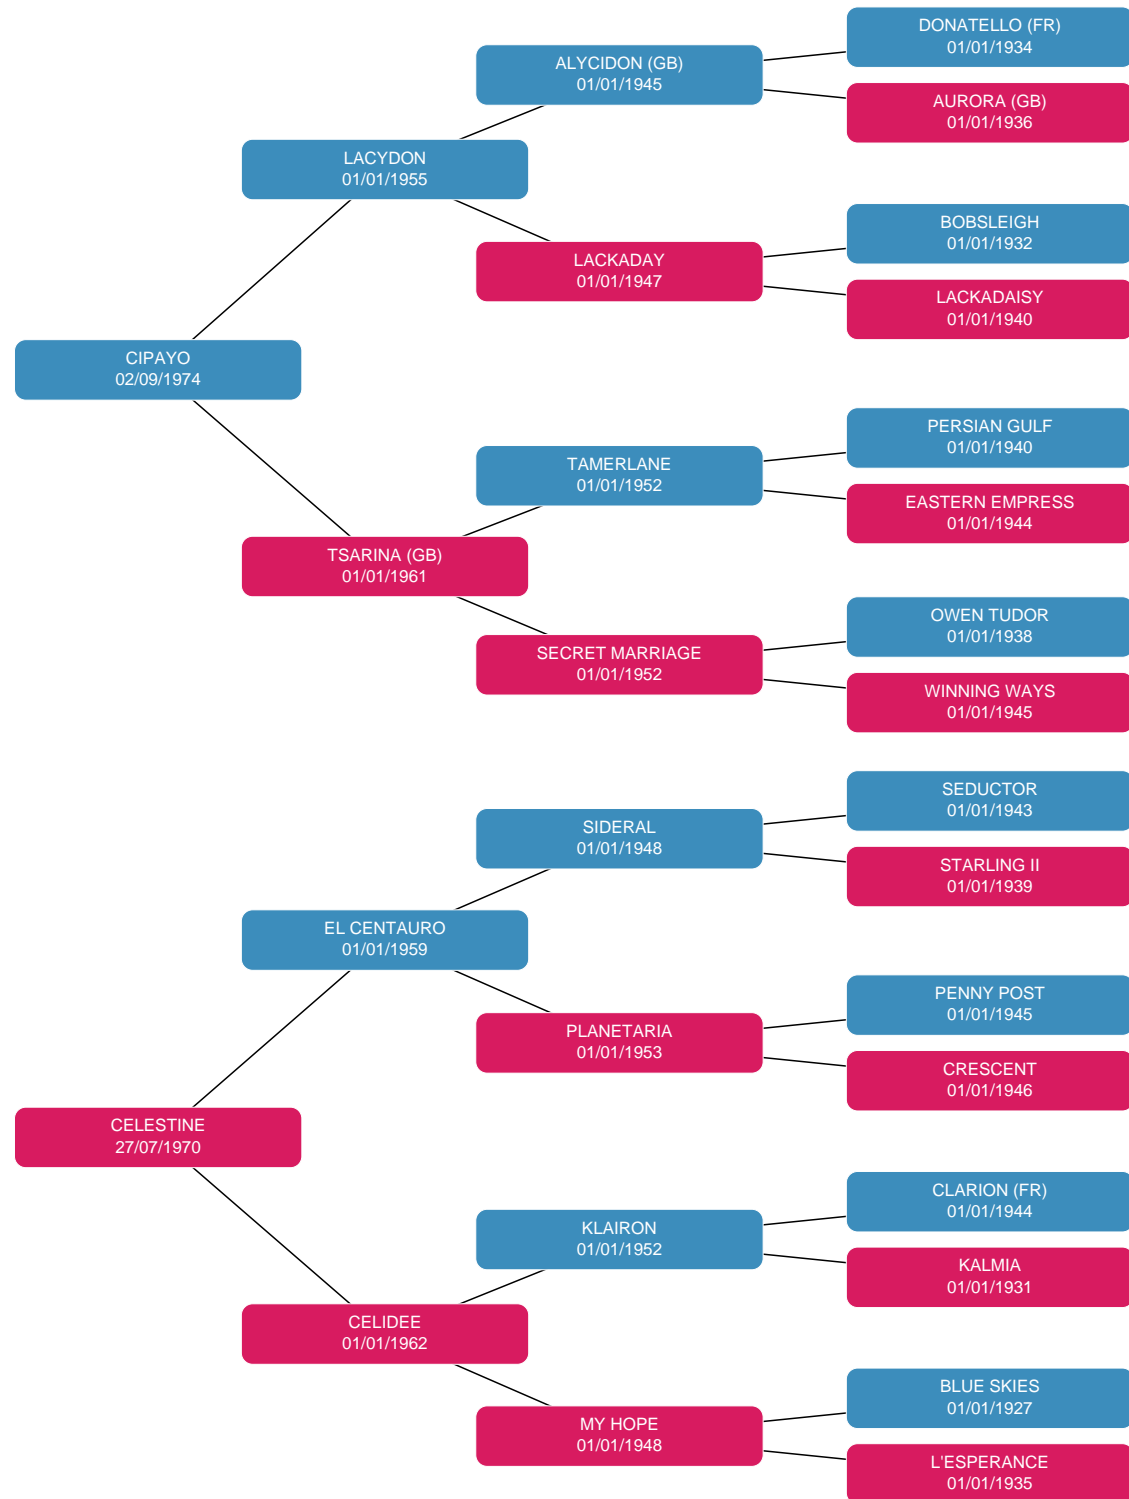 DONATELLO (FR)
01/01/1934
ALYCIDON (GB)
01/01/1945
AURORA (GB)
01/01/1936
LACYDON
01/01/1955
BOBSLEIGH
01/01/1932
LACKADAY
01/01/1947
LACKADAISY
01/01/1940
CIPAYO
02/09/1974
PERSIAN GULF
01/01/1940
TAMERLANE
01/01/1952
EASTERN EMPRESS
01/01/1944
TSARINA (GB)
01/01/1961
OWEN TUDOR
01/01/1938
SECRET MARRIAGE
01/01/1952
WINNING WAYS
01/01/1945
SEDUCTOR
01/01/1943
SIDERAL
01/01/1948
STARLING II
01/01/1939
EL CENTAURO
01/01/1959
PENNY POST
01/01/1945
PLANETARIA
01/01/1953
CRESCENT
01/01/1946
CELESTINE
27/07/1970
CLARION (FR)
01/01/1944
KLAIRON
01/01/1952
KALMIA
01/01/1931
CELIDEE
01/01/1962
BLUE SKIES
01/01/1927
MY HOPE
01/01/1948
L'ESPERANCE
01/01/1935